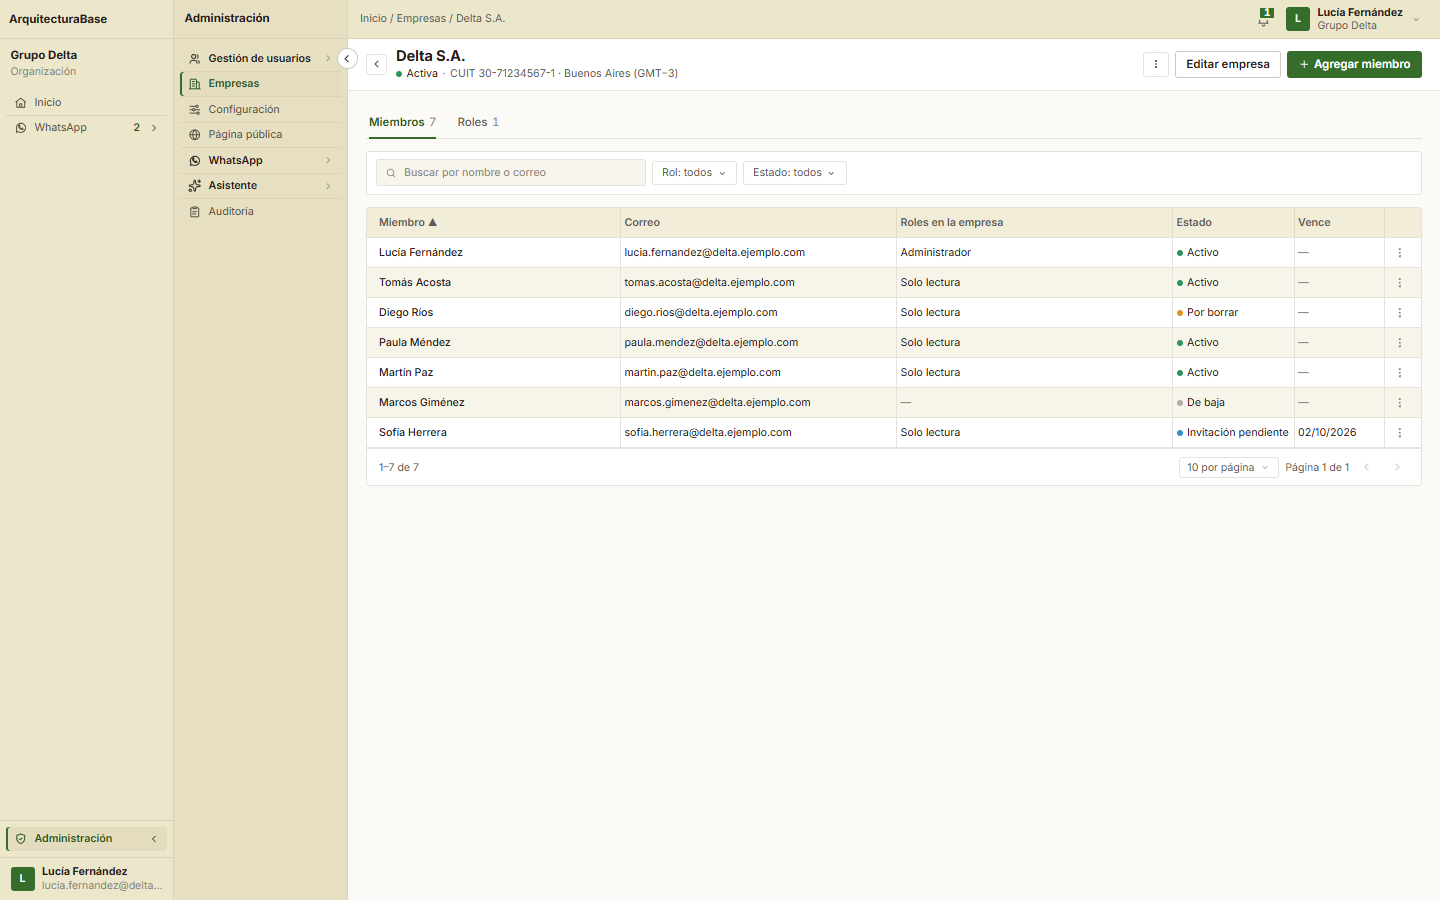 ArquitecturaBase
Grupo Delta
Organización
Inicio
WhatsApp 2
Administración
Lucía Fernández
lucia.fernandez@delta...
L
Administración
Gestión de usuarios
Empresas
Configuración
Página pública
WhatsApp
Asistente
Auditoría
Inicio / Empresas / Delta S.A.
1
L
Lucía Fernández
Grupo Delta
Delta S.A.
Activa · CUIT 30-71234567-1 · Buenos Aires (GMT−3)
Editar empresa
+ Agregar miembro
Miembros 7 Roles 1
Buscar por nombre o correo Rol: todos Estado: todos
Miembro ▲ Correo Roles en la empresa Estado Vence
Lucía Fernández lucia.fernandez@delta.ejemplo.com Administrador Activo —
Tomás Acosta tomas.acosta@delta.ejemplo.com Solo lectura Activo —
Diego Ríos diego.rios@delta.ejemplo.com Solo lectura Por borrar —
Paula Méndez paula.mendez@delta.ejemplo.com Solo lectura Activo —
Martín Paz martin.paz@delta.ejemplo.com Solo lectura Activo —
Marcos Giménez marcos.gimenez@delta.ejemplo.com — De baja —
Sofía Herrera sofia.herrera@delta.ejemplo.com Solo lectura Invitación pendiente 02/10/2026
1–7 de 7 10 por página Página 1 de 1